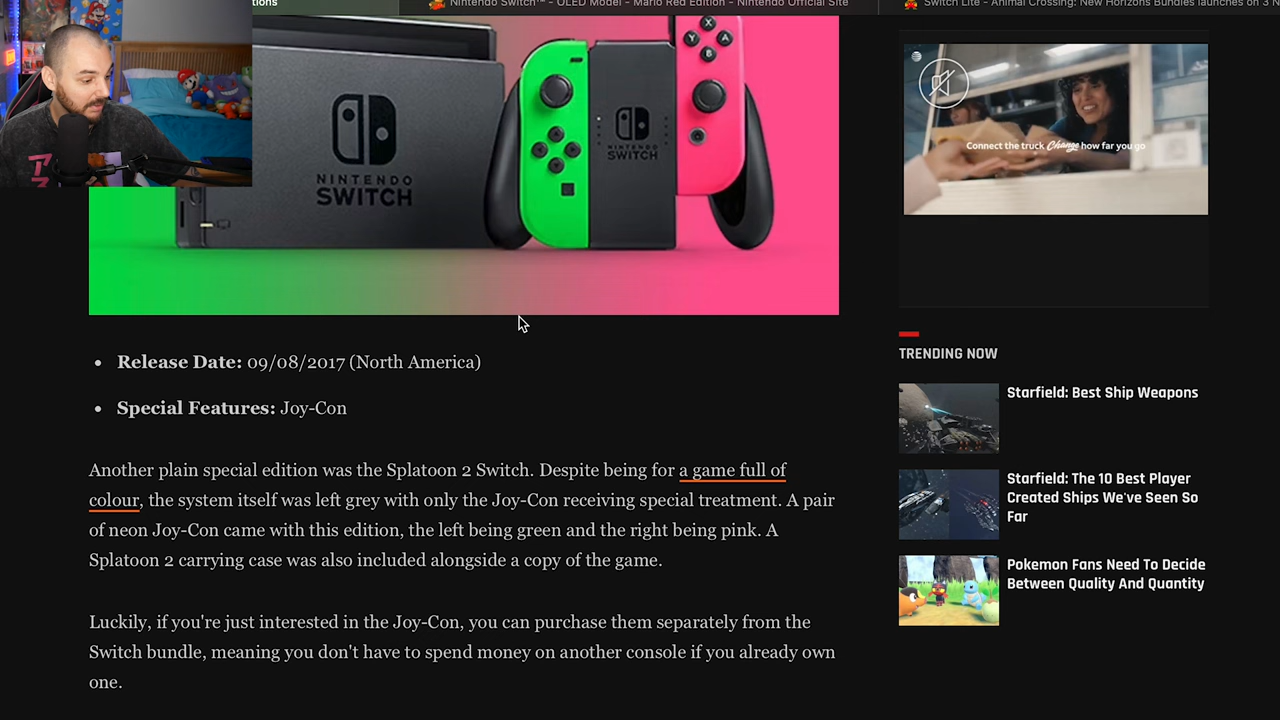 tions
Nintendo Switch™ - OLED Model - Mario Red Edition - Nintendo Official Site
Switch Lite - Animal Crossing: New Horizons Bundles launches on 3 N
NINTENDO
SWITCH
X
Y
A
B
NINTENDO
SWITCH
Connect the truck Change how far you go
Release Date: 09/08/2017 (North America)
Special Features: Joy-Con
Another plain special edition was the Splatoon 2 Switch. Despite being for a game full of
colour, the system itself was left grey with only the Joy-Con receiving special treatment. A pair
of neon Joy-Con came with this edition, the left being green and the right being pink. A
Splatoon 2 carrying case was also included alongside a copy of the game.
Luckily, if you're just interested in the Joy-Con, you can purchase them separately from the
Switch bundle, meaning you don't have to spend money on another console if you already own
one.
TRENDING NOW
Starfield: Best Ship Weapons
Starfield: The 10 Best Player
Created Ships We've Seen So
Far
Pokemon Fans Need To Decide
Between Quality And Quantity